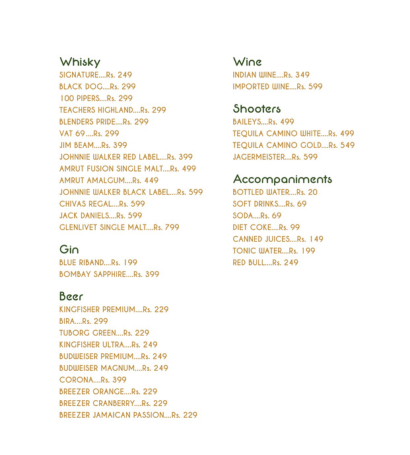 Whisky
SIGNATURE....Rs. 249
BLACK DOG....Rs. 299
100 PIPERS....Rs. 299
TEACHERS HIGHLAND....Rs. 299
BLENDERS PRIDE....Rs. 299
VAT 69....Rs. 299
JIM BEAM....Rs. 399
JOHNNIE WALKER RED LABEL....Rs. 399
AMRUT FUSION SINGLE MALT....Rs. 499
AMRUT AMALGUM....Rs. 449
JOHNNIE WALKER BLACK LABEL....Rs. 599
CHIVAS REGAL....Rs. 599
JACK DANIELS....Rs. 599
GLENLIVET SINGLE MALT....Rs. 799
Gin
BLUE RIBAND....Rs. 199
BOMBAY SAPPHIRE....Rs. 399
Beer
KINGFISHER PREMIUM....Rs. 229
BIRA....Rs. 299
TUBORG GREEN....Rs. 229
KINGFISHER ULTRA....Rs. 249
BUDWEISER PREMIUM....Rs. 249
BUDWEISER MAGNUM....Rs. 249
CORONA....Rs. 399
BREEZER ORANGE....Rs. 229
BREEZER CRANBERRY....Rs. 229
BREEZER JAMAICAN PASSION....Rs. 229
Wine
INDIAN WINE....Rs. 349
IMPORTED WINE....Rs. 599
Shooters
BAILEYS....Rs. 499
TEQUILA CAMINO WHITE....Rs. 499
TEQUILA CAMINO GOLD....Rs. 549
JAGERMEISTER....Rs. 599
Accompaniments
BOTTLED WATER....Rs. 20
SOFT DRINKS....Rs. 69
SODA....Rs. 69
DIET COKE....Rs. 99
CANNED JUICES....Rs. 149
TONIC WATER....Rs. 199
RED BULL....Rs. 249